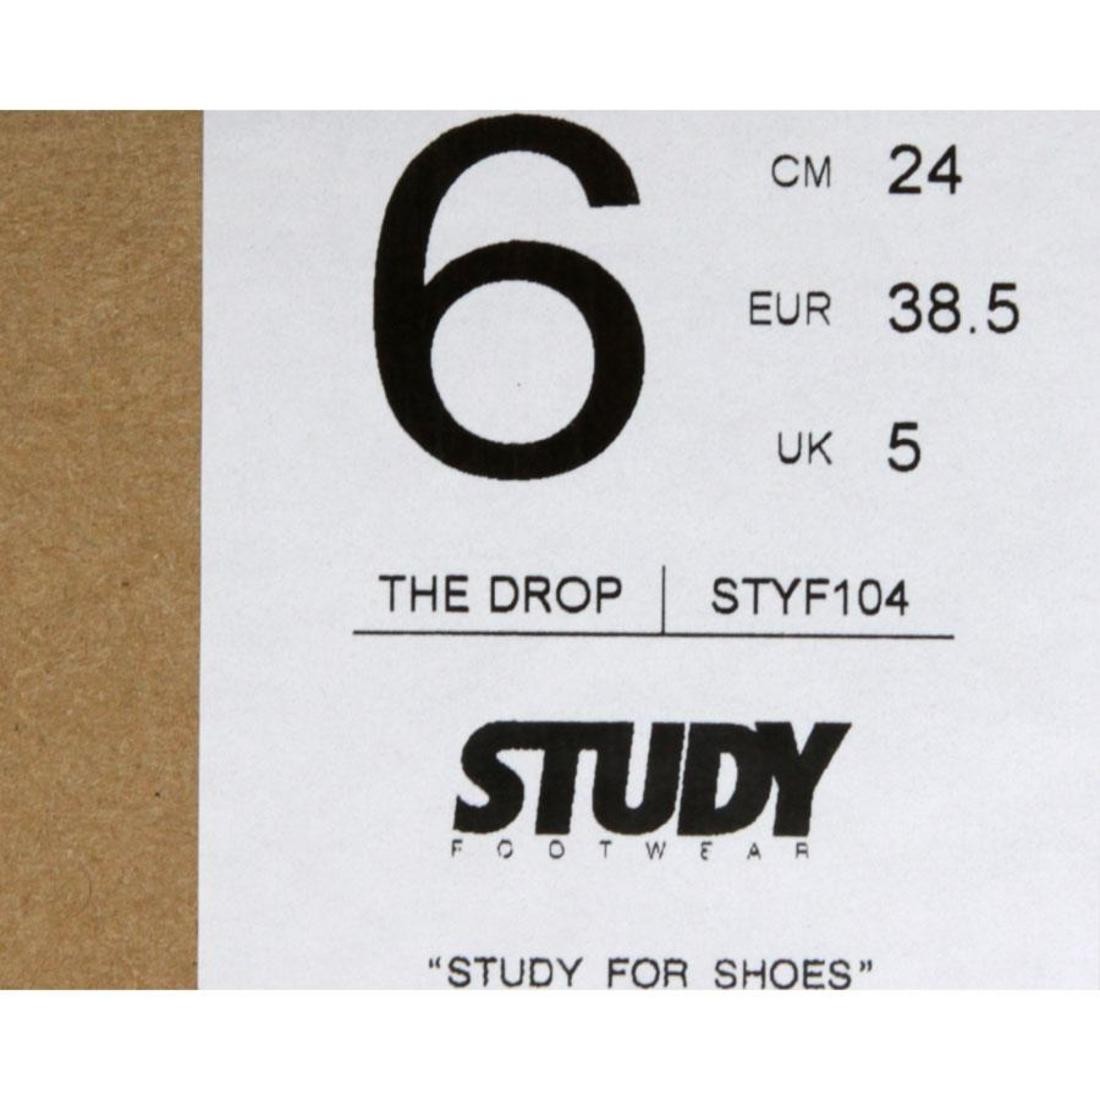 6
CM 24
EUR 38.5
UK 5
THE DROP | STYF104
STUDY
FOOTWEAR
“STUDY FOR SHOES”